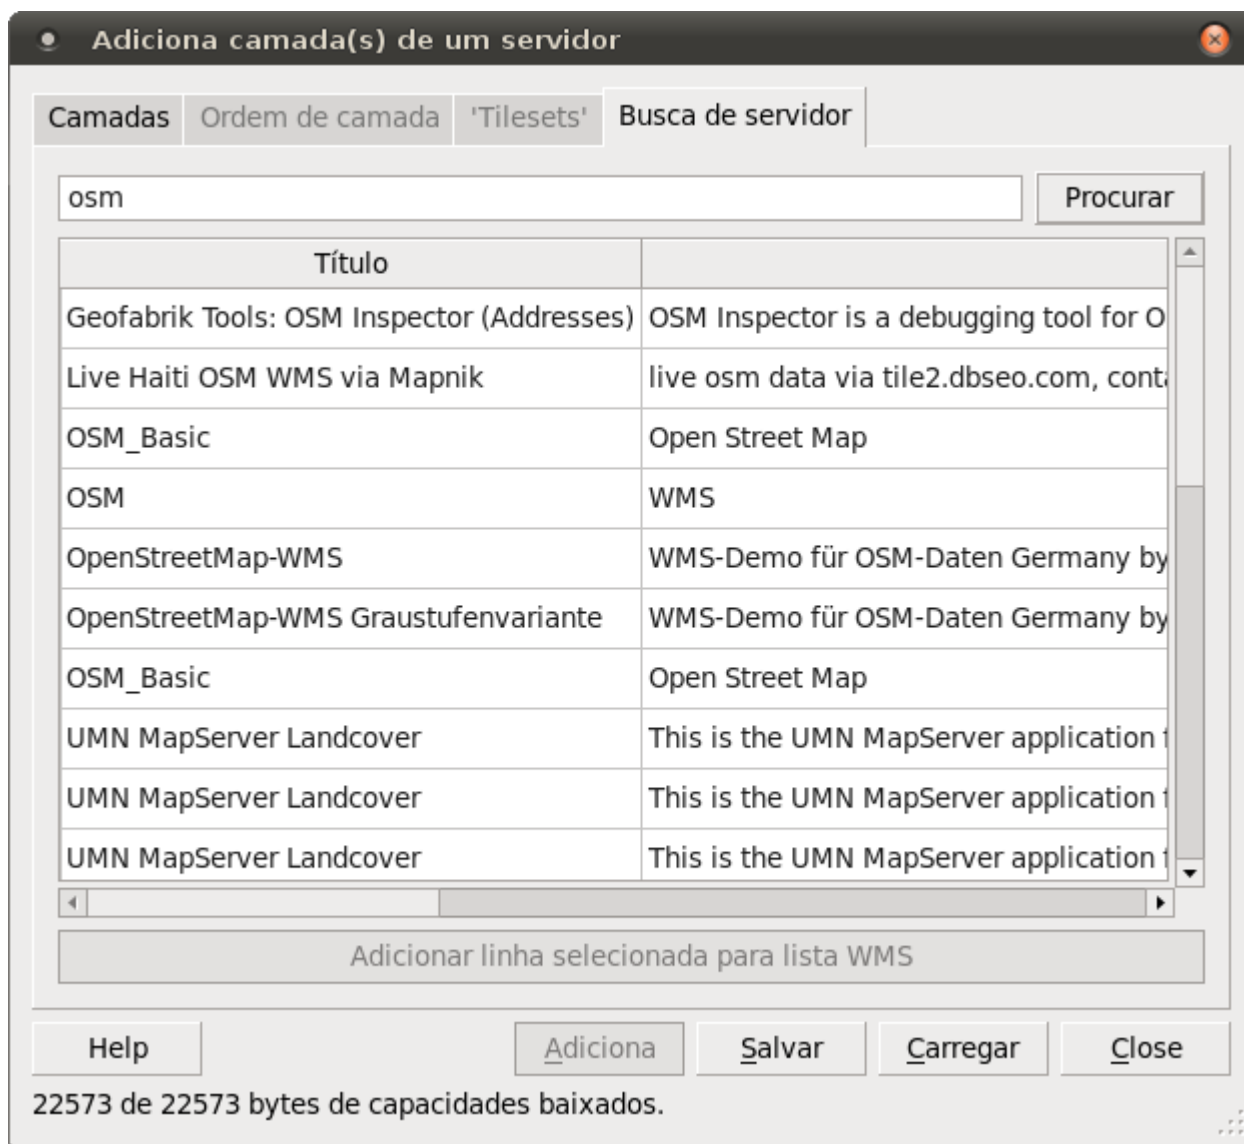 Adiciona camada(s) de um servidor
Camadas Ordem de camada 'Tilesets' Busca de servidor
osm Procurar
Título
Geofabrik Tools: OSM Inspector (Addresses) OSM Inspector is a debugging tool for O
Live Haiti OSM WMS via Mapnik live osm data via tile2.dbseo.com, conta
OSM_Basic Open Street Map
OSM WMS
OpenStreetMap-WMS WMS-Demo für OSM-Daten Germany by
OpenStreetMap-WMS Graustufenvariante WMS-Demo für OSM-Daten Germany by
OSM_Basic Open Street Map
UMN MapServer Landcover This is the UMN MapServer application f
UMN MapServer Landcover This is the UMN MapServer application f
UMN MapServer Landcover This is the UMN MapServer application f
Adicionar linha selecionada para lista WMS
Help Adiciona Salvar Carregar Close
22573 de 22573 bytes de capacidades baixados.